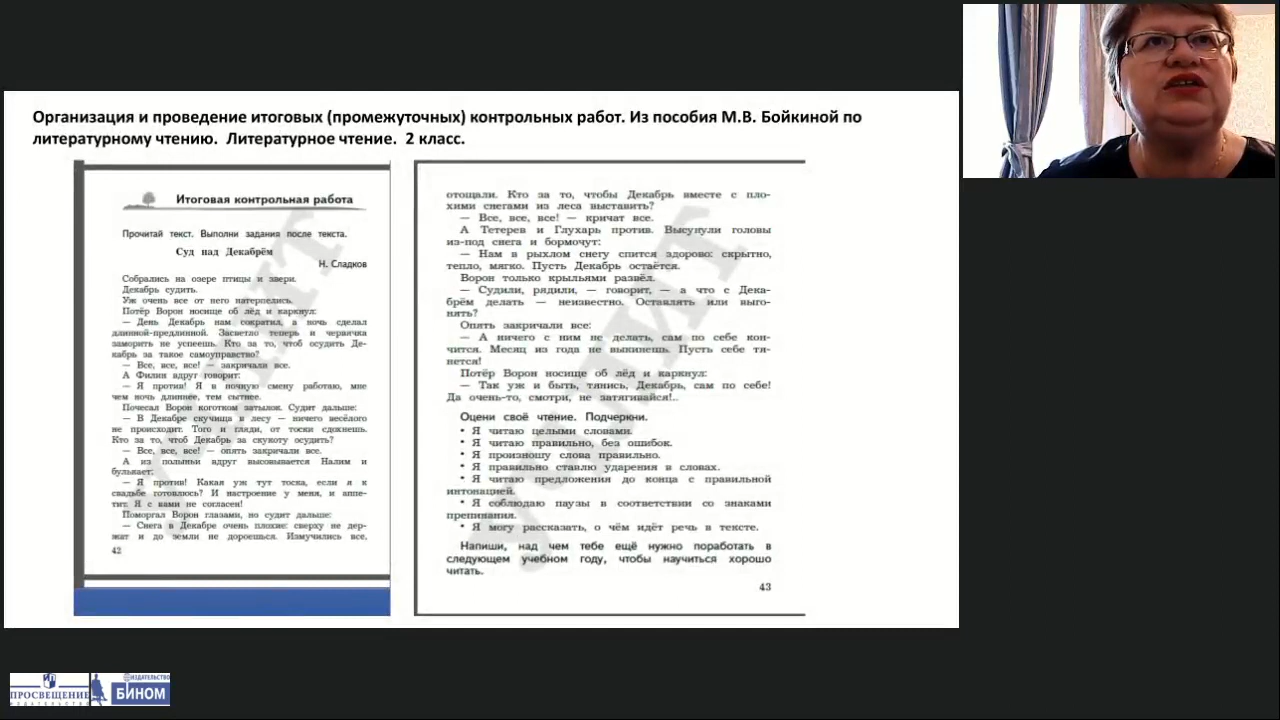 Организация и проведение итоговых (промежуточных) контрольных работ. Из пособия М.В. Бойкиной по
литературному чтению. Литературное чтение. 2 класс.
Итоговая контрольная работа
Прочитай текст. Выполни задания после текста.
Суд над Декабрём
Н. Сладков
Собрались на озере птицы и звери.
Декабрь судить.
Уж очень все от него натерпелись.
Потёр Ворон носище об лёд и каркнул:
— День Декабрь нам сократил, а ночь сделал
длинной-предлинной. Засветло теперь и червячка
заморить не успеешь. Кто за то, чтоб осудить Де-
кабрь за такое самоуправство?
— Все, все, все! — закричали все.
А Филин вдруг говорит:
— Я против! Я в ночную смену работаю, мне
чем ночь длиннее, тем сытнее.
Почесал Ворон коготком затылок. Судит дальше:
— В Декабре скучища в лесу — ничего весёлого
не происходит. Того и гляди, от тоски сдохнешь.
Кто за то, чтоб Декабрь за скукоту осудить?
— Все, все, все! — опять закричали все.
А из полыньи вдруг высовывается Налим и
булькает:
— Я против! Какая уж тут тоска, если я к
свадьбе готовлюсь? И настроение у меня, и аппе-
тит. Я с вами не согласен!
Поморгал Ворон глазами, но судит дальше:
— Снега в Декабре очень плохие: сверху не дер-
жат и до земли не дороешься. Измучились все,
42
отощали. Кто за то, чтобы Декабрь вместе с пло-
хими снегами из леса выставить?
— Все, все, все! — кричат все.
А Тетерев и Глухарь против. Высунули головы
из-под снега и бормочут:
— Нам в рыхлом снегу спится здорово: скрытно,
тепло, мягко. Пусть Декабрь остаётся.
Ворон только крыльями развёл.
— Судили, рядили, — говорит, — а что с Дека-
брём делать — неизвестно. Оставлять или выго-
нять?
Опять закричали все:
— А ничего с ним не делать, сам по себе кон-
чится. Месяц из года не выкинешь. Пусть себе тя-
нется!
Потёр Ворон носище об лёд и каркнул:
— Так уж и быть, тянись, Декабрь, сам по себе!
Да очень-то, смотри, не затягивайся!..
Оцени своё чтение. Подчеркни.
• Я читаю целыми словами.
• Я читаю правильно, без ошибок.
• Я произношу слова правильно.
• Я правильно ставлю ударения в словах.
• Я читаю предложения до конца с правильной
интонацией.
• Я соблюдаю паузы в соответствии со знаками
препинания.
• Я могу рассказать, о чём идёт речь в тексте.
Напиши, над чем тебе ещё нужно поработать в
следующем учебном году, чтобы научиться хорошо
читать.
43
ПРОСВЕЩЕНИЕ
ИЗДАТЕЛЬСТВО
ИЗДАТЕЛЬСТВО
БИНОМ